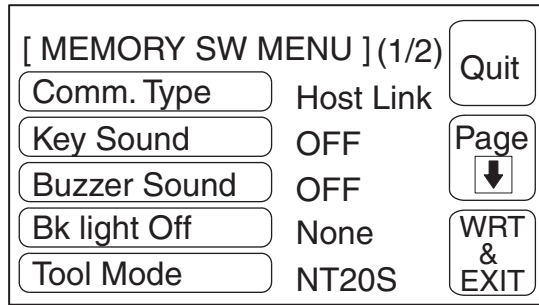 [ MEMORY SW MENU ] (1/2)
Quit
Comm. Type Host Link
Key Sound OFF
Page
Buzzer Sound OFF
Bk light Off None
WRT
&
EXIT
Tool Mode NT20S